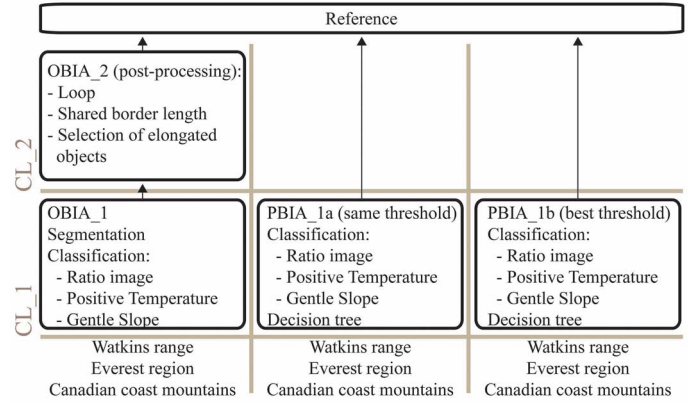 Reference
CL_2
OBIA_2 (post-processing):
- Loop
- Shared border length
- Selection of elongated
objects
CL_1
OBIA_1
Segmentation
Classification:
- Ratio image
- Positive Temperature
- Gentle Slope
PBIA_1a (same threshold)
Classification:
- Ratio image
- Positive Temperature
- Gentle Slope
Decision tree
PBIA_1b (best threshold)
Classification:
- Ratio image
- Positive Temperature
- Gentle Slope
Decision tree
Watkins range
Everest region
Canadian coast mountains
Watkins range
Everest region
Canadian coast mountains
Watkins range
Everest region
Canadian coast mountains